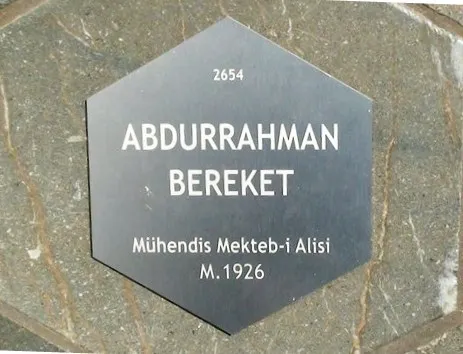 2654
ABDURRAHMAN
BEREKET
Mühendis Mekteb-i Alisi
M.1926